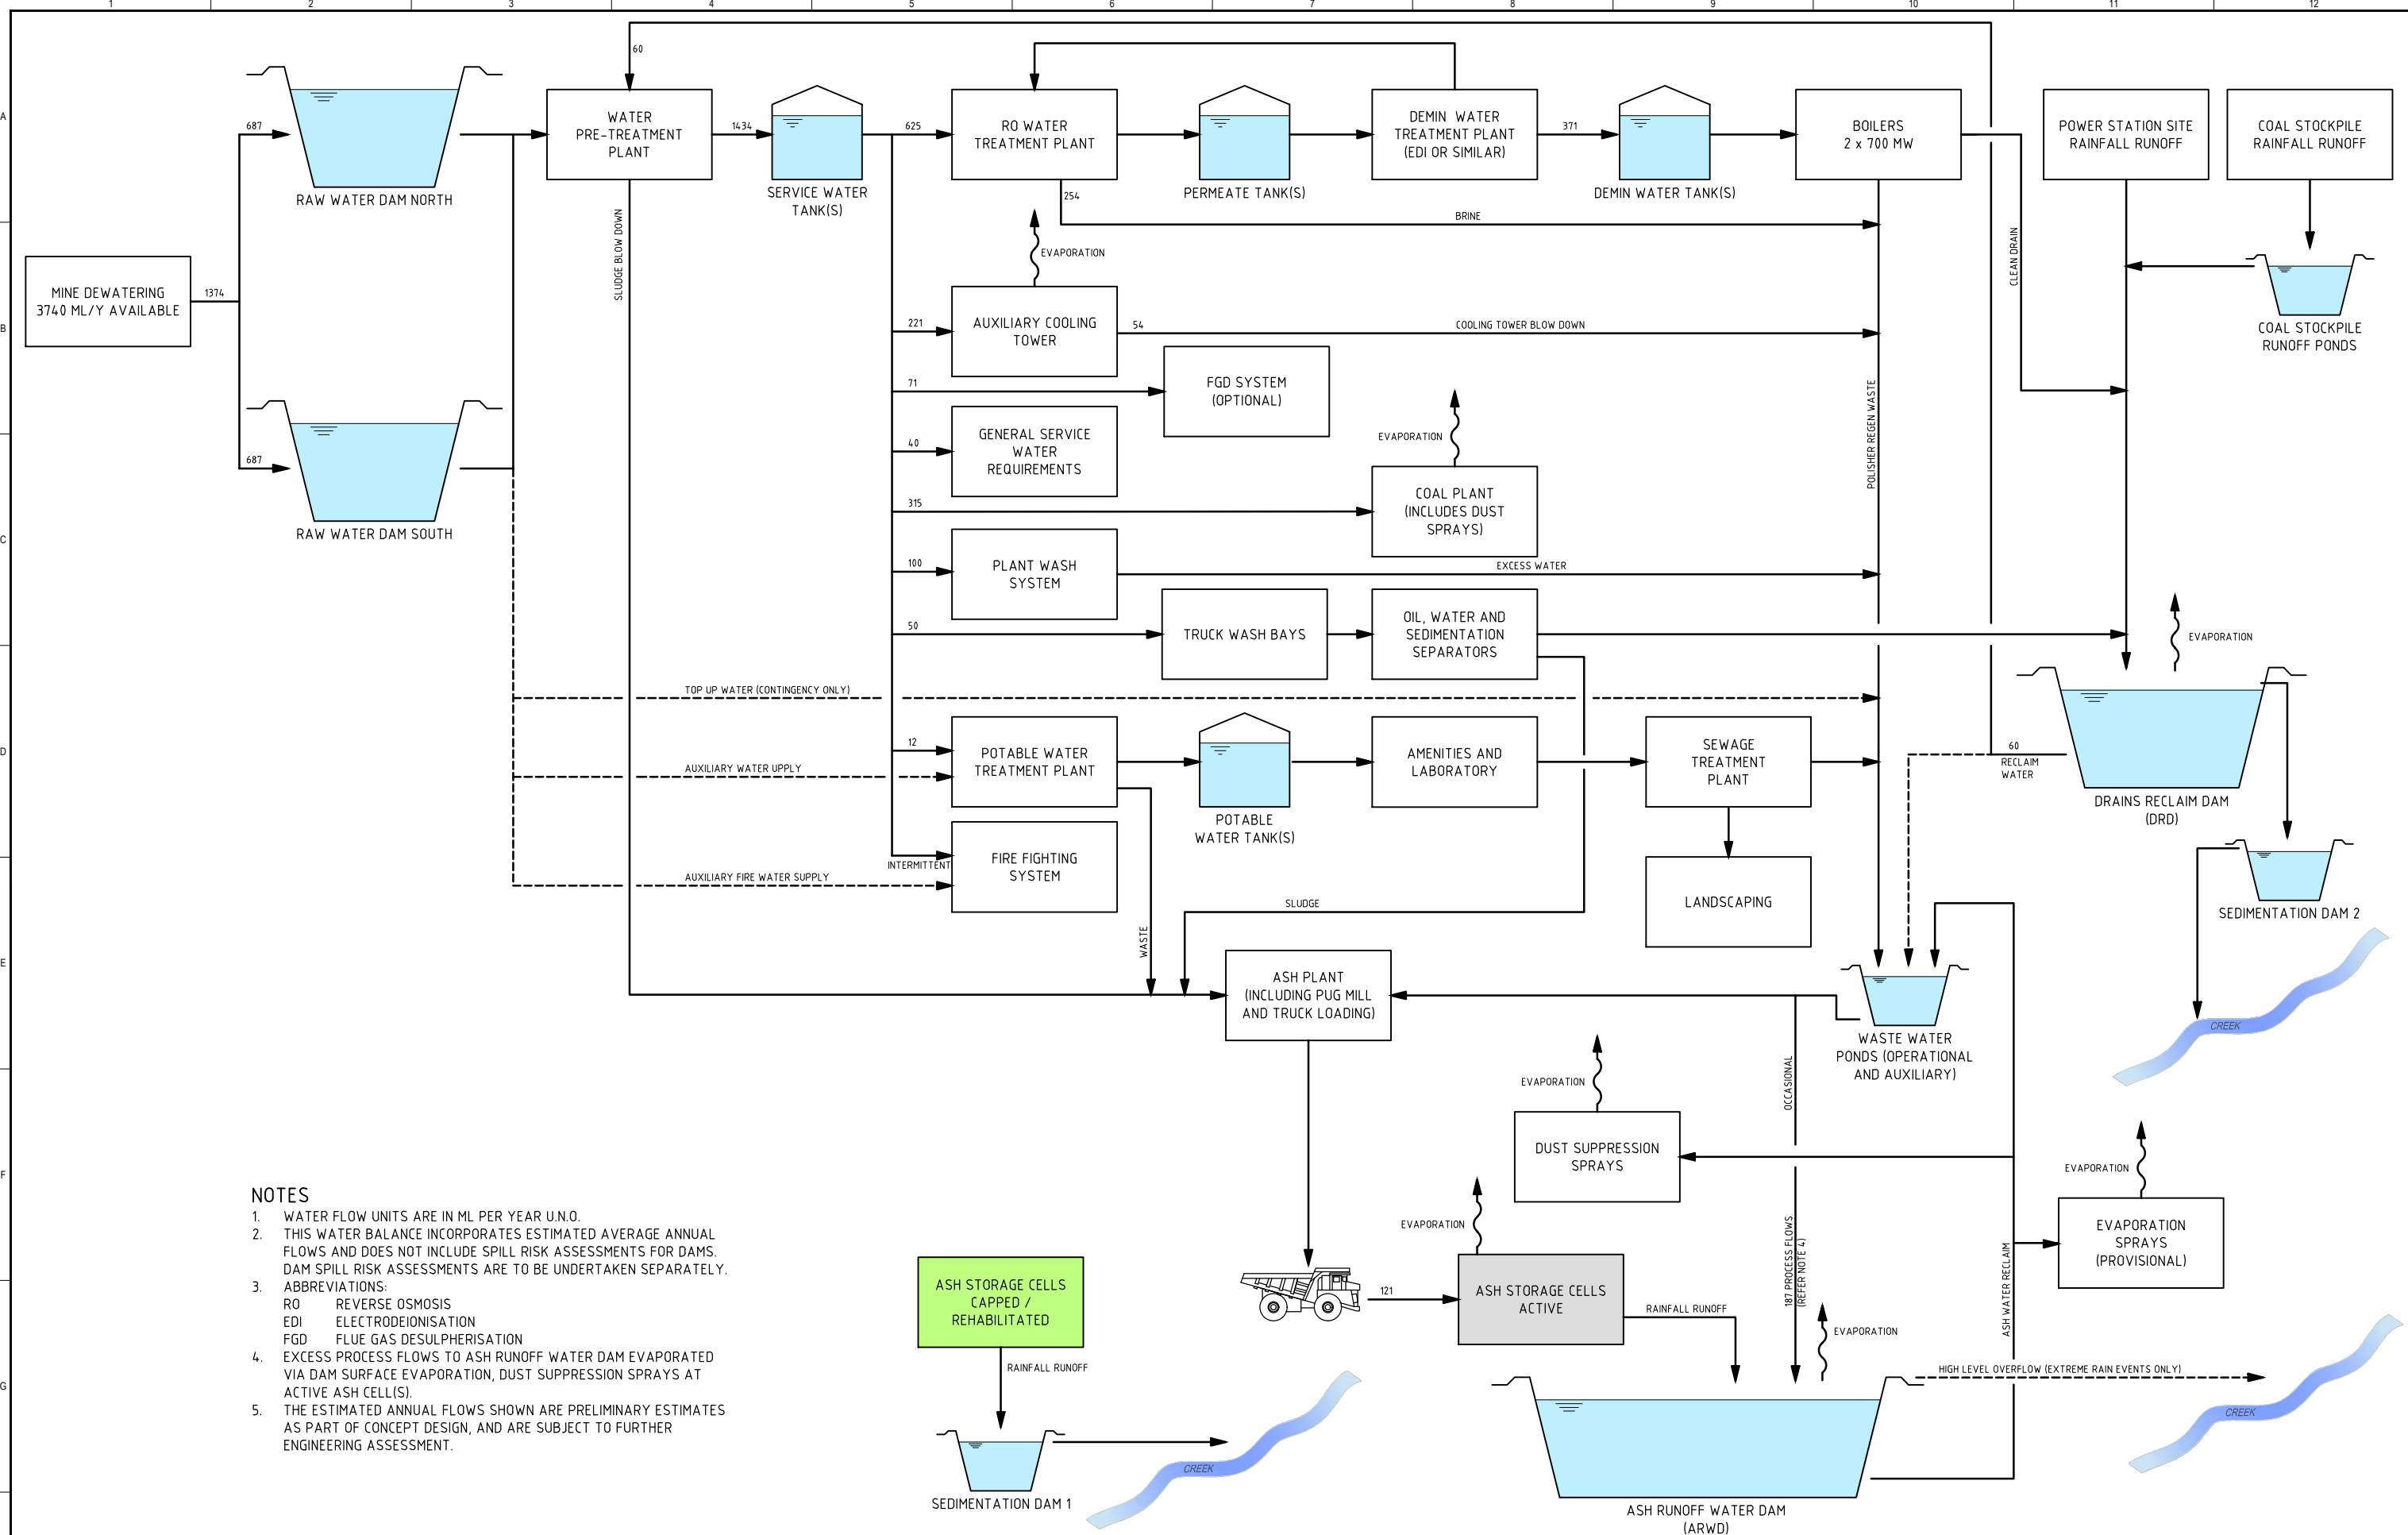 1 2 3 4 5 6 7 8 9 10 11 12
A
B
C
D
E
F
G
60
687
RAW WATER DAM NORTH
WATER
PRE-TREATMENT
PLANT
1434
SERVICE WATER
TANK(S)
625
RO WATER
TREATMENT PLANT
PERMEATE TANK(S)
DEMIN WATER
TREATMENT PLANT
(EDI OR SIMILAR)
371
DEMIN WATER TANK(S)
BOILERS
2 x 700 MW
POWER STATION SITE
RAINFALL RUNOFF
COAL STOCKPILE
RAINFALL RUNOFF
254
BRINE
SLUDGE BLOW DOWN
EVAPORATION
CLEAN DRAIN
MINE DEWATERING
3740 ML/Y AVAILABLE
1374
221
AUXILIARY COOLING
TOWER
54
COOLING TOWER BLOW DOWN
COAL STOCKPILE
RUNOFF PONDS
71
FGD SYSTEM
(OPTIONAL)
POLISHER REGEN WASTE
687
RAW WATER DAM SOUTH
40
GENERAL SERVICE
WATER
REQUIREMENTS
EVAPORATION
315
COAL PLANT
(INCLUDES DUST
SPRAYS)
100
PLANT WASH
SYSTEM
EXCESS WATER
50
TRUCK WASH BAYS
OIL, WATER AND
SEDIMENTATION
SEPARATORS
EVAPORATION
TOP UP WATER (CONTINGENCY ONLY)
12
POTABLE WATER
TREATMENT PLANT
AUXILIARY WATER UPPLY
POTABLE
WATER TANK(S)
AMENITIES AND
LABORATORY
SEWAGE
TREATMENT
PLANT
60
RECLAIM
WATER
DRAINS RECLAIM DAM
(DRD)
INTERMITTENT
FIRE FIGHTING
SYSTEM
AUXILIARY FIRE WATER SUPPLY
SLUDGE
LANDSCAPING
SEDIMENTATION DAM 2
WASTE
ASH PLANT
(INCLUDING PUG MILL
AND TRUCK LOADING)
WASTE WATER
PONDS (OPERATIONAL
AND AUXILIARY)
CREEK
OCCASIONAL
EVAPORATION
DUST SUPPRESSION
SPRAYS
EVAPORATION
EVAPORATION
SPRAYS
(PROVISIONAL)
187 PROCESS FLOWS
(REFER NOTE 4)
ASH WATER RECLAIM
EVAPORATION
ASH STORAGE CELLS
ACTIVE
121
RAINFALL RUNOFF
EVAPORATION
HIGH LEVEL OVERFLOW (EXTREME RAIN EVENTS ONLY)
CREEK
ASH RUNOFF WATER DAM
(ARWD)
ASH STORAGE CELLS
CAPPED /
REHABILITATED
RAINFALL RUNOFF
SEDIMENTATION DAM 1
CREEK
NOTES
1. WATER FLOW UNITS ARE IN ML PER YEAR U.N.O.
2. THIS WATER BALANCE INCORPORATES ESTIMATED AVERAGE ANNUAL
FLOWS AND DOES NOT INCLUDE SPILL RISK ASSESSMENTS FOR DAMS.
DAM SPILL RISK ASSESSMENTS ARE TO BE UNDERTAKEN SEPARATELY.
3. ABBREVIATIONS:
RO REVERSE OSMOSIS
EDI ELECTRODEIONISATION
FGD FLUE GAS DESULPHERISATION
4. EXCESS PROCESS FLOWS TO ASH RUNOFF WATER DAM EVAPORATED
VIA DAM SURFACE EVAPORATION, DUST SUPPRESSION SPRAYS AT
ACTIVE ASH CELL(S).
5. THE ESTIMATED ANNUAL FLOWS SHOWN ARE PRELIMINARY ESTIMATES
AS PART OF CONCEPT DESIGN, AND ARE SUBJECT TO FURTHER
ENGINEERING ASSESSMENT.